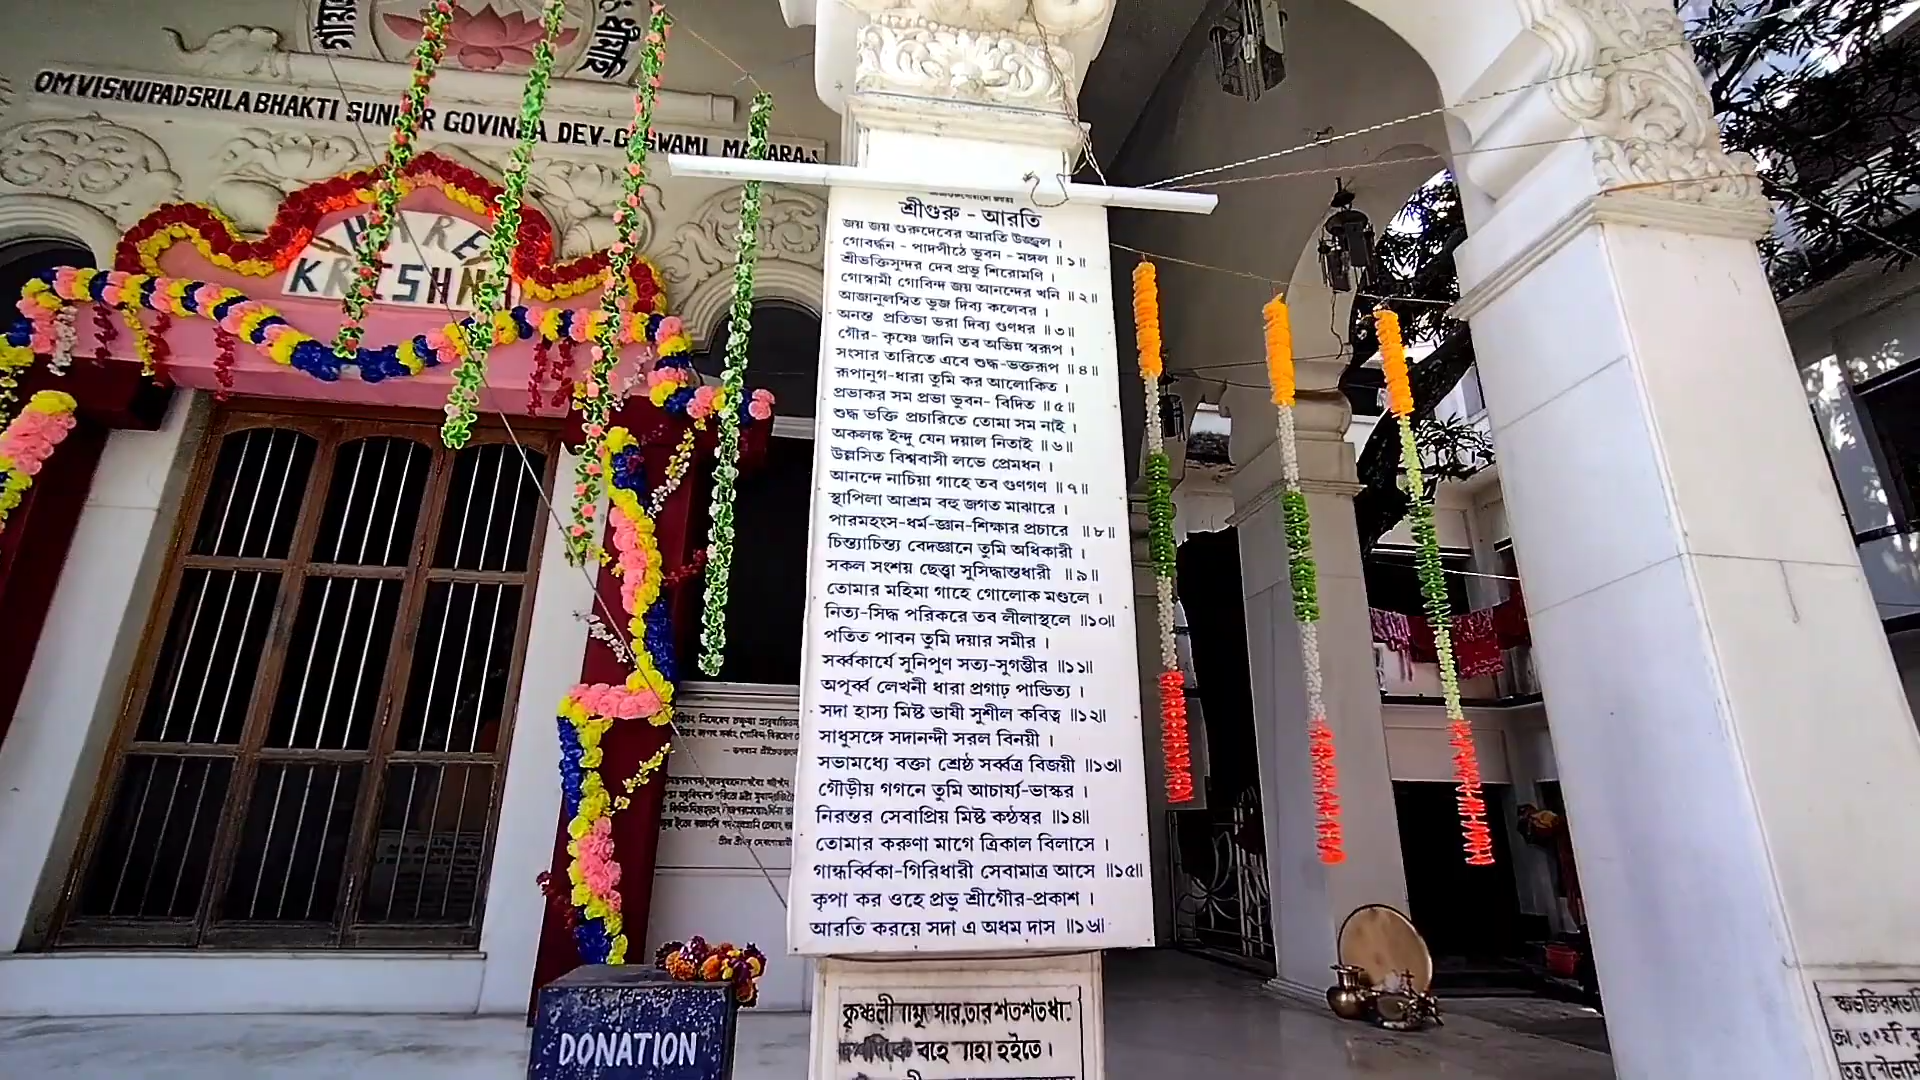 OM VISNUPAD SRILA BHAKTI SUNDAR GOVINDA DEV-GOSWAMI MAHARAJ
HARE
KRISHNA
শ্রীগুরু - আরতি
জয় জয় গুরুদেবের আরতি উজ্জ্বল ।
গোবর্দ্ধন - পাদপীঠে ভুবন - মঙ্গল ॥১॥
শ্রীভক্তিসুন্দর দেব প্রভু শিরোমণি ।
গোস্বামী গোবিন্দ জয় আনন্দের খনি ॥২॥
আজানুলম্বিত ভুজ দিব্য কলেবর ।
অনন্ত প্রতিভা ভরা দিব্য গুণধর ॥৩॥
গৌর- কৃষ্ণে জানি তব অভিন্ন স্বরূপ ।
সংসার তারিতে এবে শুদ্ধ-ভক্তরূপ ॥৪॥
রূপানুগ-ধারা তুমি কর আলোকিত ।
প্রভাকর সম প্রভা ভুবন- বিদিত ॥৫॥
শুদ্ধ ভক্তি প্রচারিতে তোমা সম নাই ।
অকলঙ্ক ইন্দু যেন দয়াল নিতাই ॥৬॥
উল্লসিত বিশ্ববাসী লভে প্রেমধন ।
আনন্দে নাচিয়া গাহে তব গুণগণ ॥৭॥
স্থাপিলা আশ্রম বহু জগত মাঝারে ।
পারমহংস-ধর্ম-জ্ঞান-শিক্ষার প্রচারে ॥৮॥
চিন্ত্যাচিন্ত্য বেদজ্ঞানে তুমি অধিকারী ।
সকল সংশয় ছেত্ত্বা সুসিদ্ধান্তধারী ॥৯॥
তোমার মহিমা গাহে গোলোক মণ্ডলে ।
নিত্য-সিদ্ধ পরিকরে তব লীলাস্থলে ॥১০॥
পতিত পাবন তুমি দয়ার সমীর ।
সর্ব্বকার্যে সুনিপুণ সত্য-সুগম্ভীর ॥১১॥
অপূর্ব্ব লেখনী ধারা প্রগাঢ় পান্ডিত্য ।
সদা হাস্য মিষ্ট ভাষী সুশীল কবিত্ব ॥১২॥
সাধুসঙ্গে সদানন্দী সরল বিনয়ী ।
সভামধ্যে বক্তা শ্রেষ্ঠ সর্ব্বত্র বিজয়ী ॥১৩॥
গৌড়ীয় গগনে তুমি আচার্য্য-ভাস্কর ।
নিরন্তর সেবাপ্রিয় মিষ্ট কণ্ঠস্বর ॥১৪॥
তোমার করুণা মাগে ত্রিকাল বিলাসে ।
গান্ধর্ব্বিকা-গিরিধারী সেবামাত্র আসে ॥১৫॥
কৃপা কর ওহে প্রভু শ্রীগৌর-প্রকাশ ।
আরতি করয়ে সদা এ অধম দাস ॥১৬॥
সার,তার শতশতধার
বহে যাহা হইতে ।
DONATION